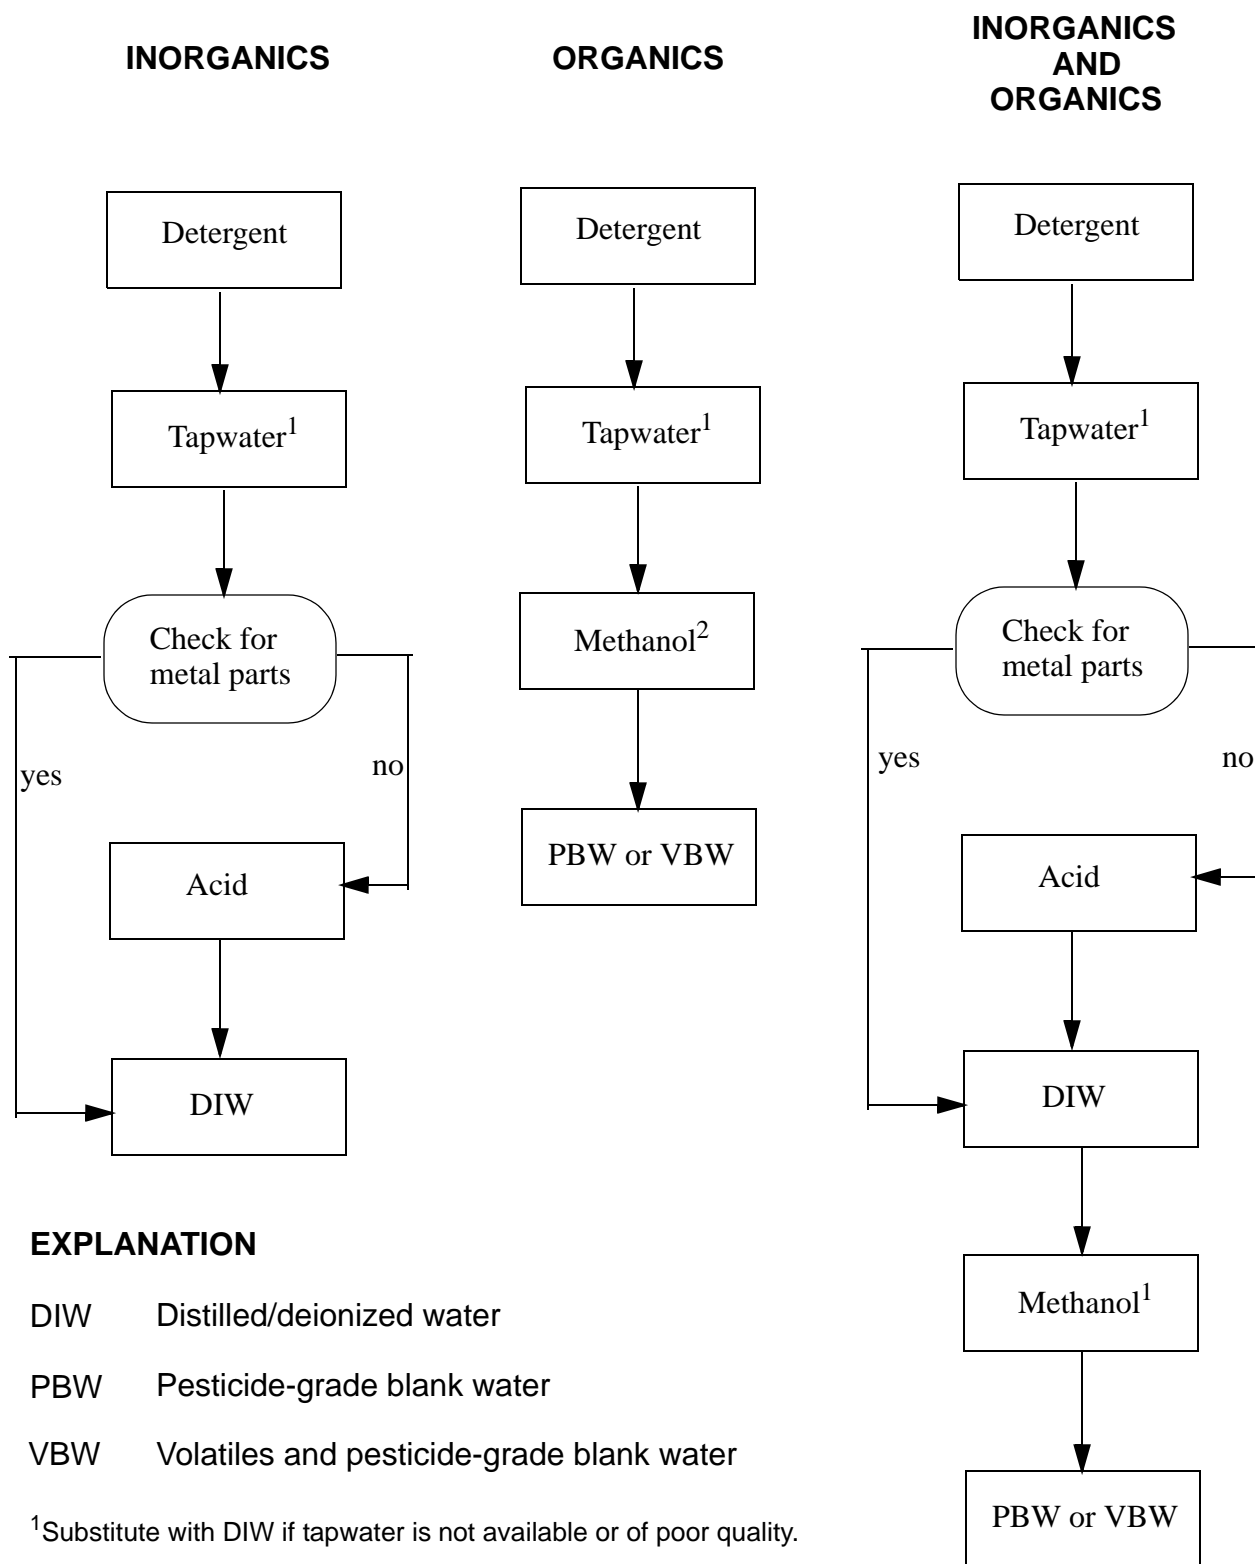 INORGANICS
ORGANICS
INORGANICS
AND
ORGANICS
Detergent
Tapwater1
Check for
metal parts
yes
no
Acid
DIW
Detergent
Tapwater1
Methanol2
PBW or VBW
Detergent
Tapwater1
Check for
metal parts
yes
no
Acid
DIW
Methanol1
PBW or VBW
EXPLANATION
DIW Distilled/deionized water
PBW Pesticide-grade blank water
VBW Volatiles and pesticide-grade blank water
1Substitute with DIW if tapwater is not available or of poor quality.